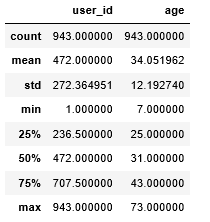 user_id age
count 943.000000 943.000000
mean 472.000000 34.051962
std 272.364951 12.192740
min 1.000000 7.000000
25% 236.500000 25.000000
50% 472.000000 31.000000
75% 707.500000 43.000000
max 943.000000 73.000000